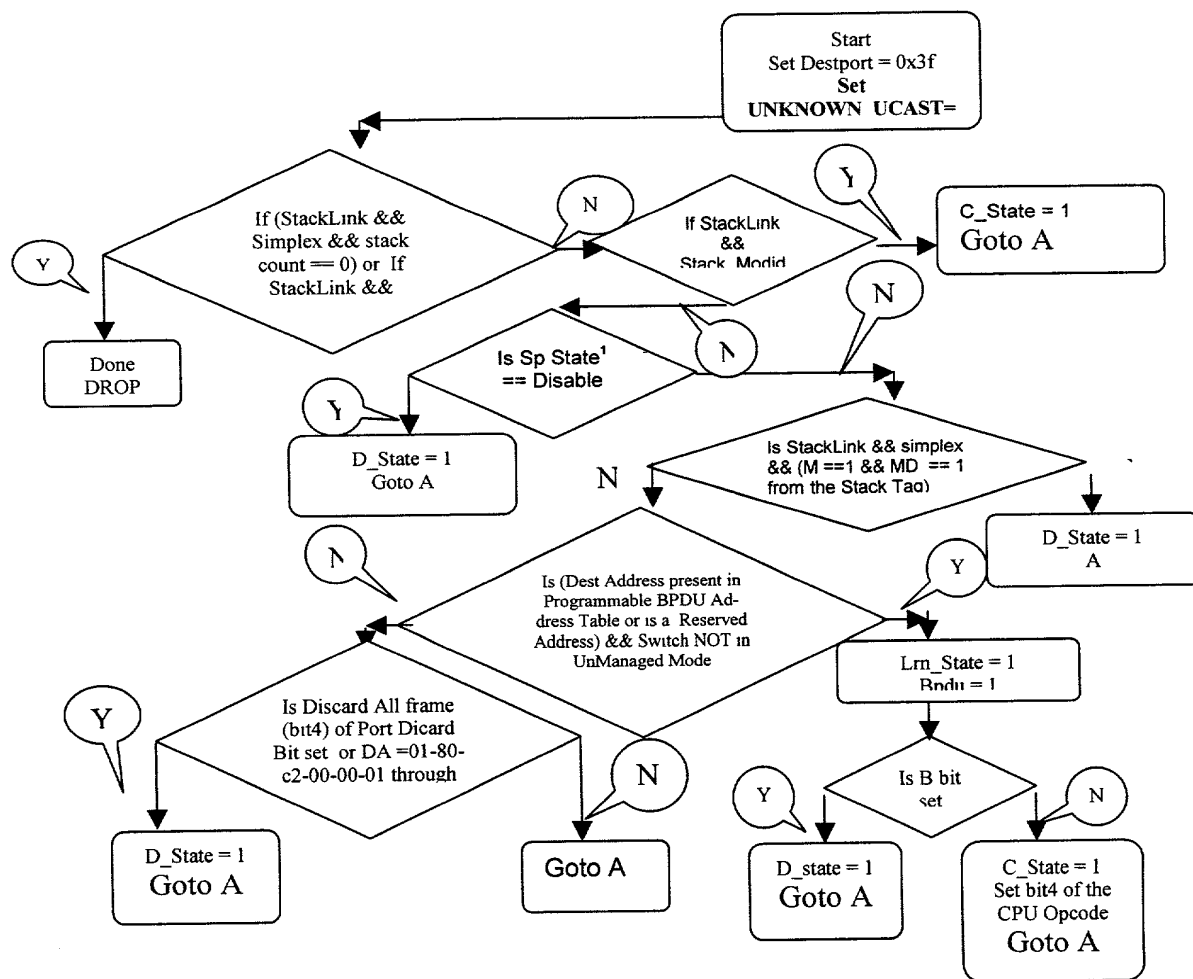 Start
Set Destport = 0x3f
Set
UNKNOWN UCAST=
If (StackLink &&
Simplex && stack
count == 0) or If
StackLink &&
Y
N
If StackLink
&&
Stack Modid
Y
C_State = 1
Goto A
Done
DROP
N
N
Is Sp State¹
== Disable
Y
D_State = 1
Goto A
Is StackLink && simplex
&& (M ==1 && MD == 1
from the Stack Tag)
N
D_State = 1
A
N
Is (Dest Address present in
Programmable BPDU Ad-
dress Table or is a Reserved
Address) && Switch NOT in
UnManaged Mode
Y
Lrn_State = 1
Bpdu = 1
Is Discard All frame
(bit4) of Port Dicard
Bit set or DA =01-80-
c2-00-00-01 through
Y
N
Is B bit
set
Y
N
D_State = 1
Goto A
Goto A
D_state = 1
Goto A
C_State = 1
Set bit4 of the
CPU Opcode
Goto A